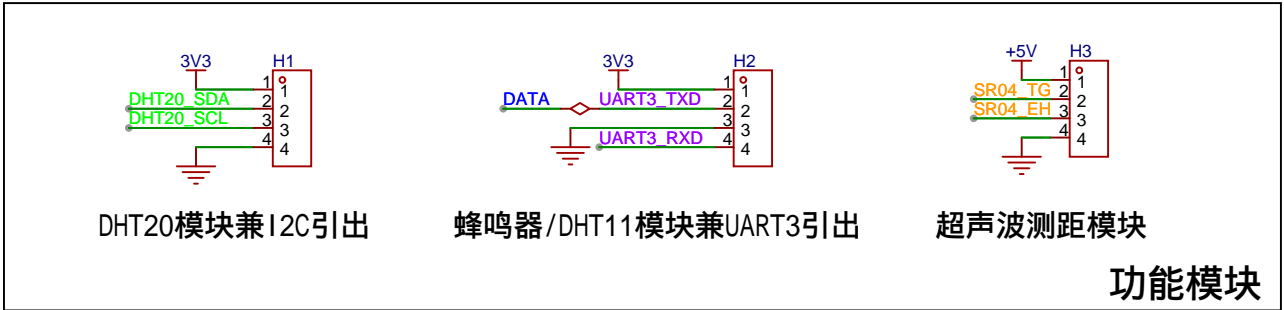 3V3
H1
1
1
DHT20_SDA
2
2
DHT20_SCL
3
3
4
4
DHT20模块兼I2C引出
3V3
H2
1
1
DATA
UART3_TXD
2
2
3
3
UART3_RXD
4
4
蜂鸣器/DHT11模块兼UART3引出
+5V
H3
1
1
SR04_TG
2
2
SR04_EH
3
3
4
4
超声波测距模块
功能模块